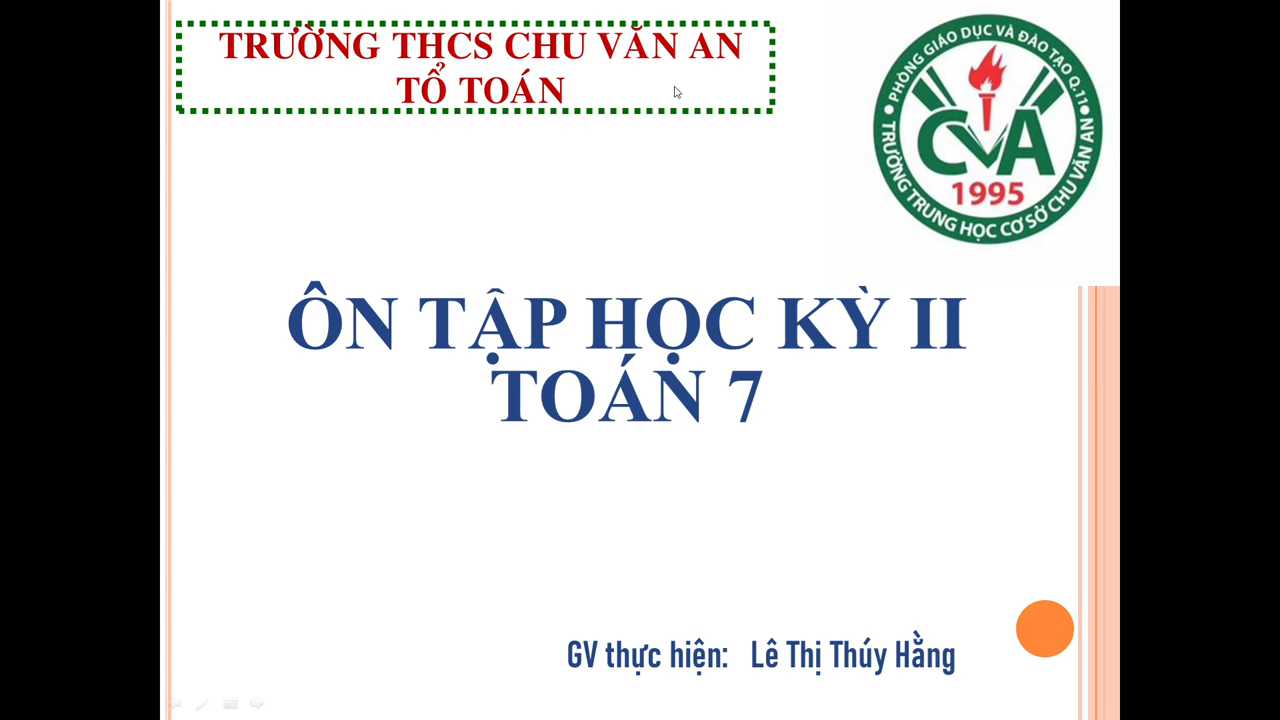 TRƯỜNG THCS CHU VĂN AN
TỔ TOÁN
PHÒNG GIÁO DỤC VÀ ĐÀO TẠO Q.11
CVA
1995
TRƯỜNG TRUNG HỌC CƠ SỞ CHU VĂN AN
ÔN TẬP HỌC KỲ II
TOÁN 7
GV thực hiện: Lê Thị Thúy Hằng